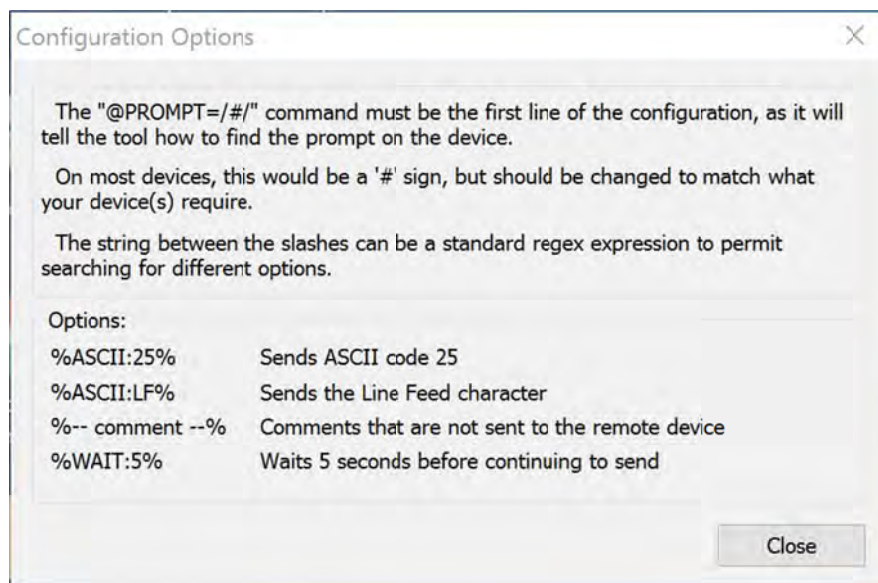 Configuration Options
The "@PROMPT=/#/" command must be the first line of the configuration, as it will
tell the tool how to find the prompt on the device.
On most devices, this would be a '#' sign, but should be changed to match what
your device(s) require.
The string between the slashes can be a standard regex expression to permit
searching for different options.
Options:
%ASCII:25% Sends ASCII code 25
%ASCII:LF% Sends the Line Feed character
%-- comment --% Comments that are not sent to the remote device
%WAIT:5% Waits 5 seconds before continuing to send
Close